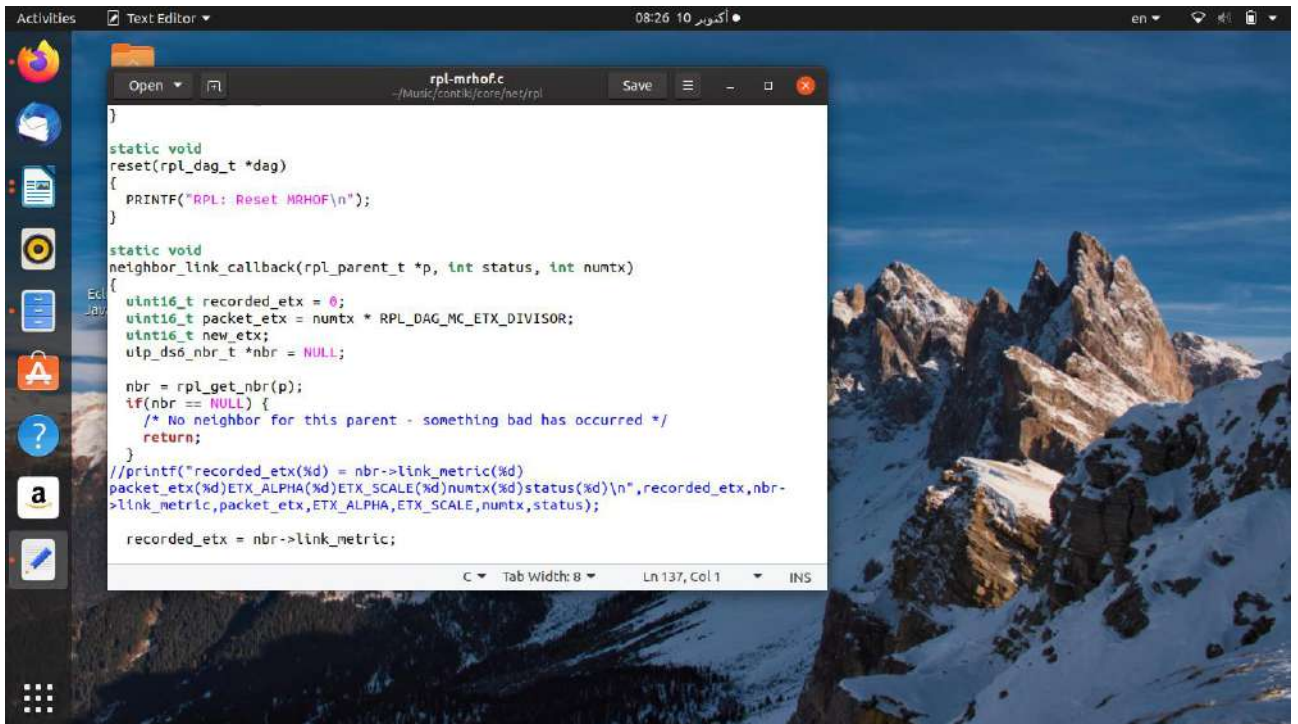 Activities
Text Editor
08:26 10 أكتوبر
en
Open
rpl-mrhof.c
~/Music/contiki/core/net/rpl
Save
}
static void
reset(rpl_dag_t *dag)
{
  PRINTF("RPL: Reset MRHOF\n");
}
static void
neighbor_link_callback(rpl_parent_t *p, int status, int numtx)
{
  uint16_t recorded_etx = 0;
  uint16_t packet_etx = numtx * RPL_DAG_MC_ETX_DIVISOR;
  uint16_t new_etx;
  uip_ds6_nbr_t *nbr = NULL;
  nbr = rpl_get_nbr(p);
  if(nbr == NULL) {
    /* No neighbor for this parent - something bad has occurred */
    return;
  }
//printf("recorded_etx(%d) = nbr->link_metric(%d)
packet_etx(%d)ETX_ALPHA(%d)ETX_SCALE(%d)numtx(%d)status(%d)\n",recorded_etx,nbr-
>link_metric,packet_etx,ETX_ALPHA,ETX_SCALE,numtx,status);
  recorded_etx = nbr->link_metric;
C
Tab Width: 8
Ln 137, Col 1
INS
Ecl
Jav
a